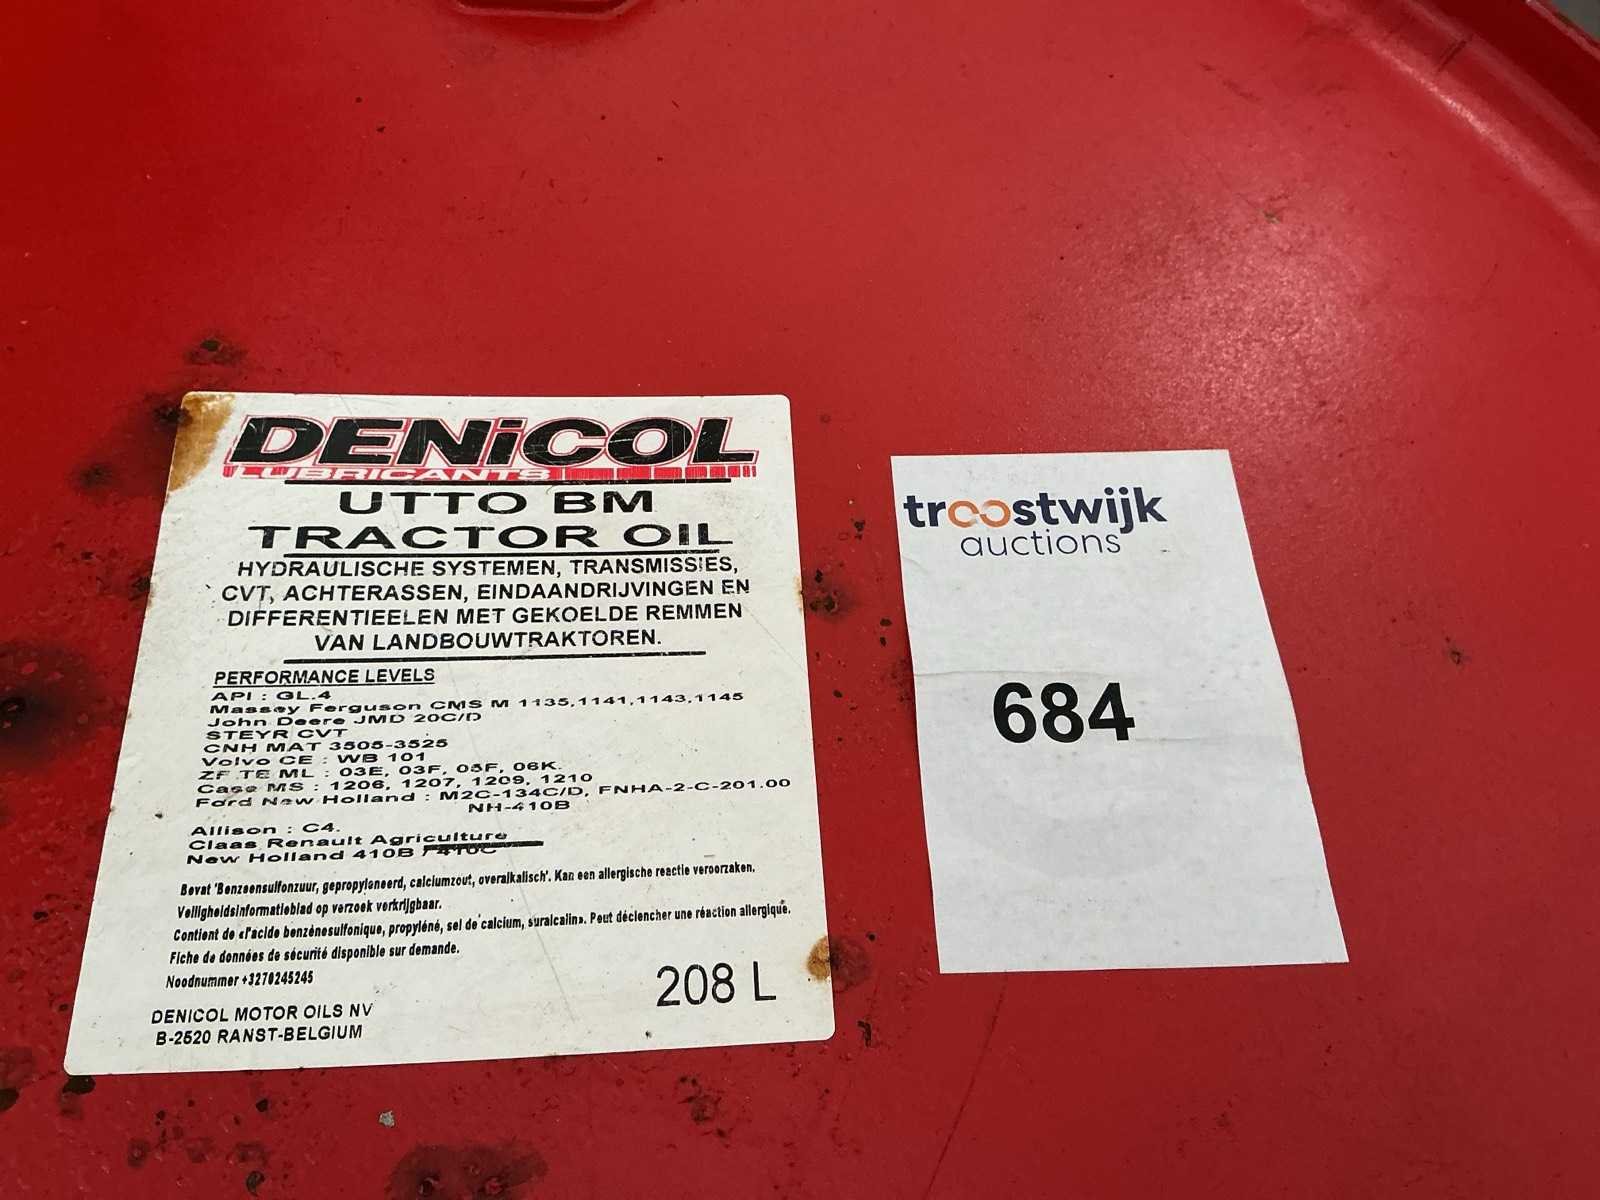 DENiCOL
LUBRICANTS
UTTO BM
TRACTOR OIL
HYDRAULISCHE SYSTEMEN, TRANSMISSIES,
CVT, ACHTERASSEN, EINDAANDRIJVINGEN EN
DIFFERENTIEELEN MET GEKOELDE REMMEN
VAN LANDBOUWTRAKTOREN.
PERFORMANCE LEVELS
API : GL.4
Massey Ferguson CMS M 1135,1141,1143,1145
John Deere JMD 20C/D
STEYR CVT
CNH MAT 3505-3525
Volvo CE : WB 101
ZF TE ML : 03E, 03F, 05F, 06K.
Case MS : 1206, 1207, 1209, 1210
Ford New Holland : M2C-134C/D, FNHA-2-C-201.00
NH-410B
Allison : C4.
Claas Renault Agriculture
New Holland 410B / 410C
Bevat 'Benzeensulfonzuur, gepropyleneerd, calciumzout, overalkalisch'. Kan een allergische reactie veroorzaken.
Veiligheidsinformatieblad op verzoek verkrijgbaar.
Contient de «l'acide benzènesulfonique, propyléné, sel de calcium, suralcalin». Peut déclencher une réaction allergique.
Fiche de données de sécurité disponible sur demande.
Noodnummer +3270245245
208 L
DENICOL MOTOR OILS NV
B-2520 RANST-BELGIUM
troostwijk
auctions
684